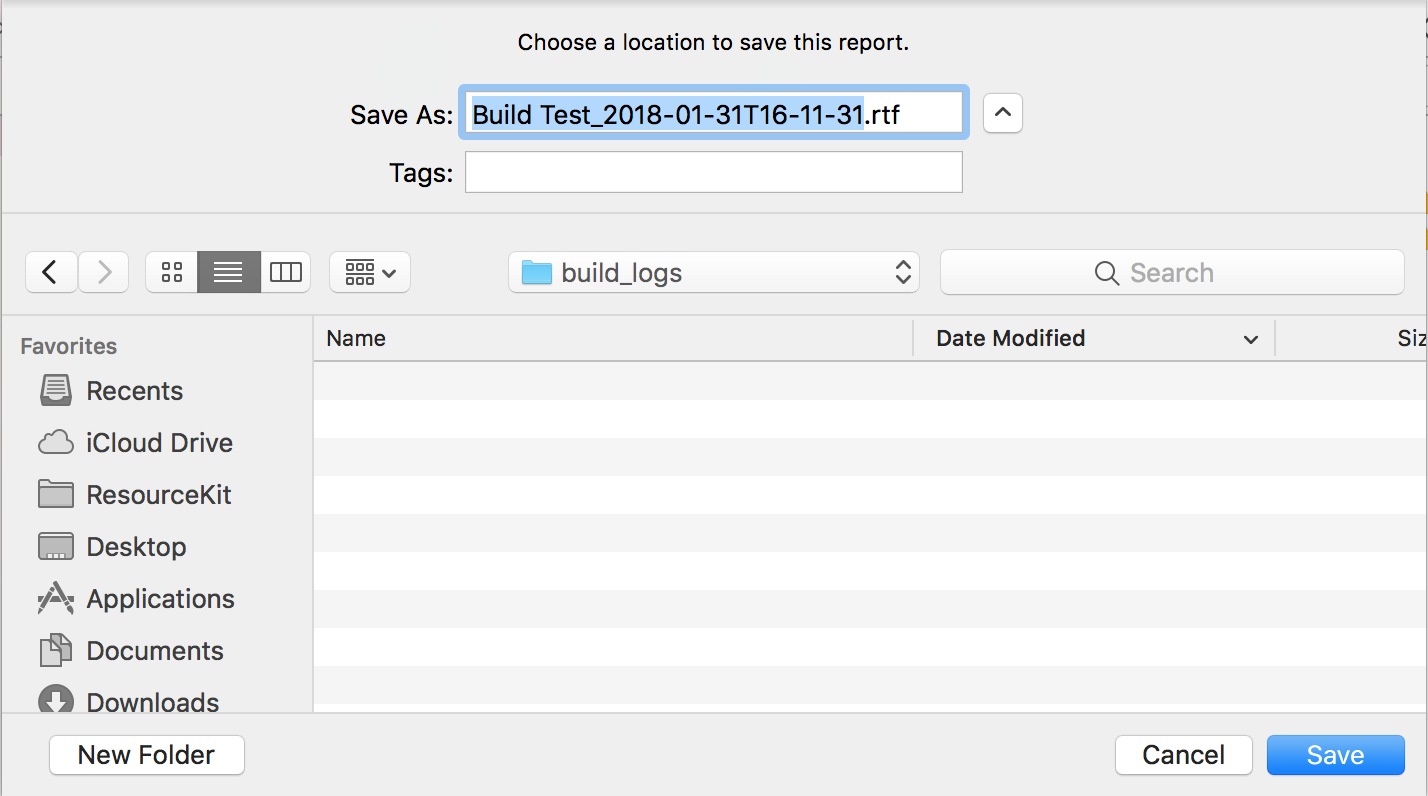 Choose a location to save this report.
Save As: Build Test_2018-01-31T16-11-31.rtf
Tags:
build_logs Search
Favorites
Name Date Modified
Recents
iCloud Drive
ResourceKit
Desktop
Applications
Documents
Downloads
New Folder Cancel Save